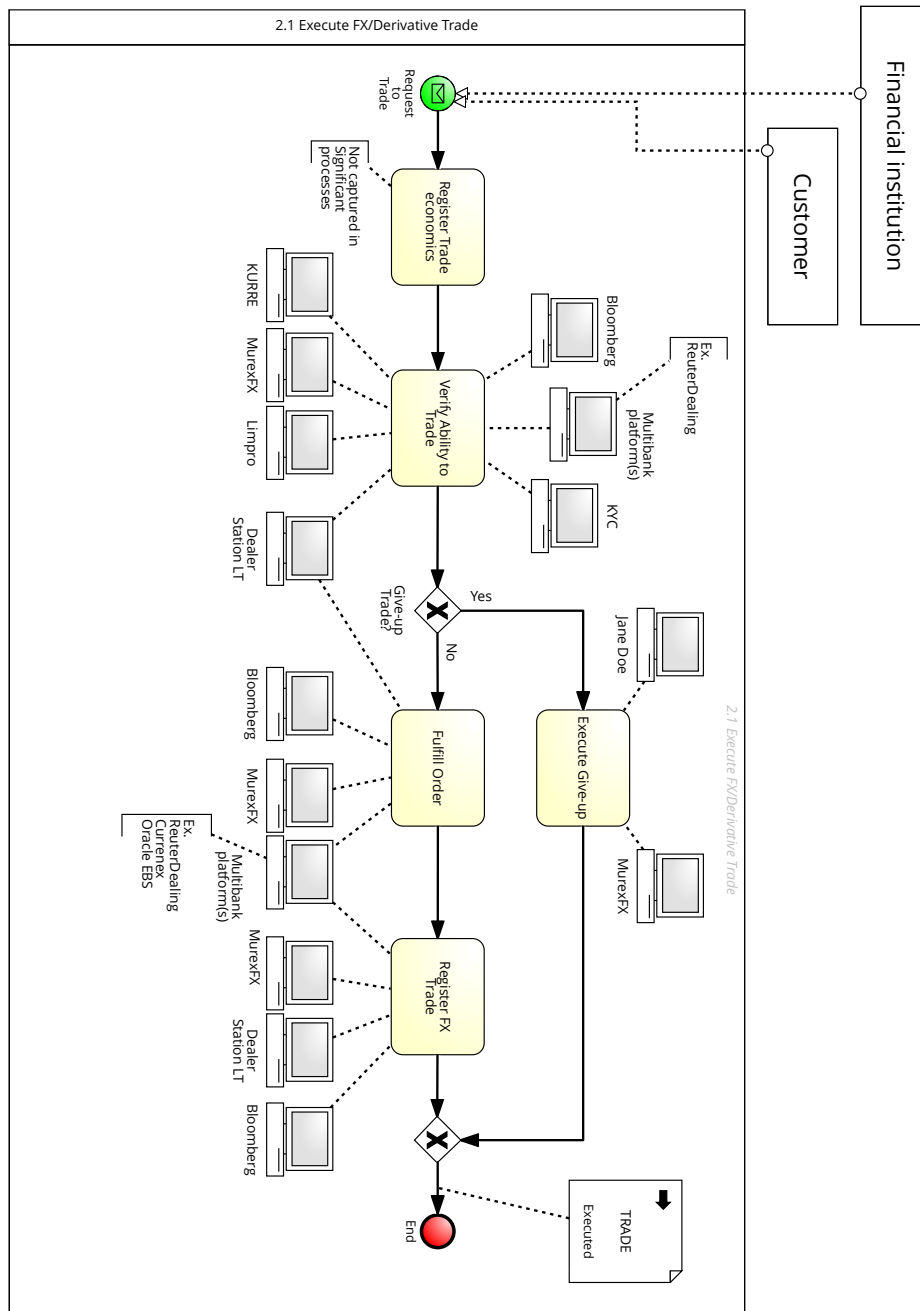 2.1 Execute FX/Derivative Trade
Financial institution
Customer
Request
to
Trade
Not captured in
Significant
processes
Register Trade
economics
Bloomberg
Ex.
ReuterDealing
Multibank
platform(s)
KYC
Verify Ability to
Trade
KURRE
MurexFX
Limpro
Dealer
Station LT
Give-up
Trade?
Yes
No
Jane Doe
MurexFX
Execute Give-up
2.1 Execute FX/Derivative Trade
Fulfill Order
Bloomberg
MurexFX
Multibank
platform(s)
Ex.
ReuterDealing
Currenex
Oracle EBS
Register FX
Trade
MurexFX
Dealer
Station LT
Bloomberg
TRADE
Executed
End